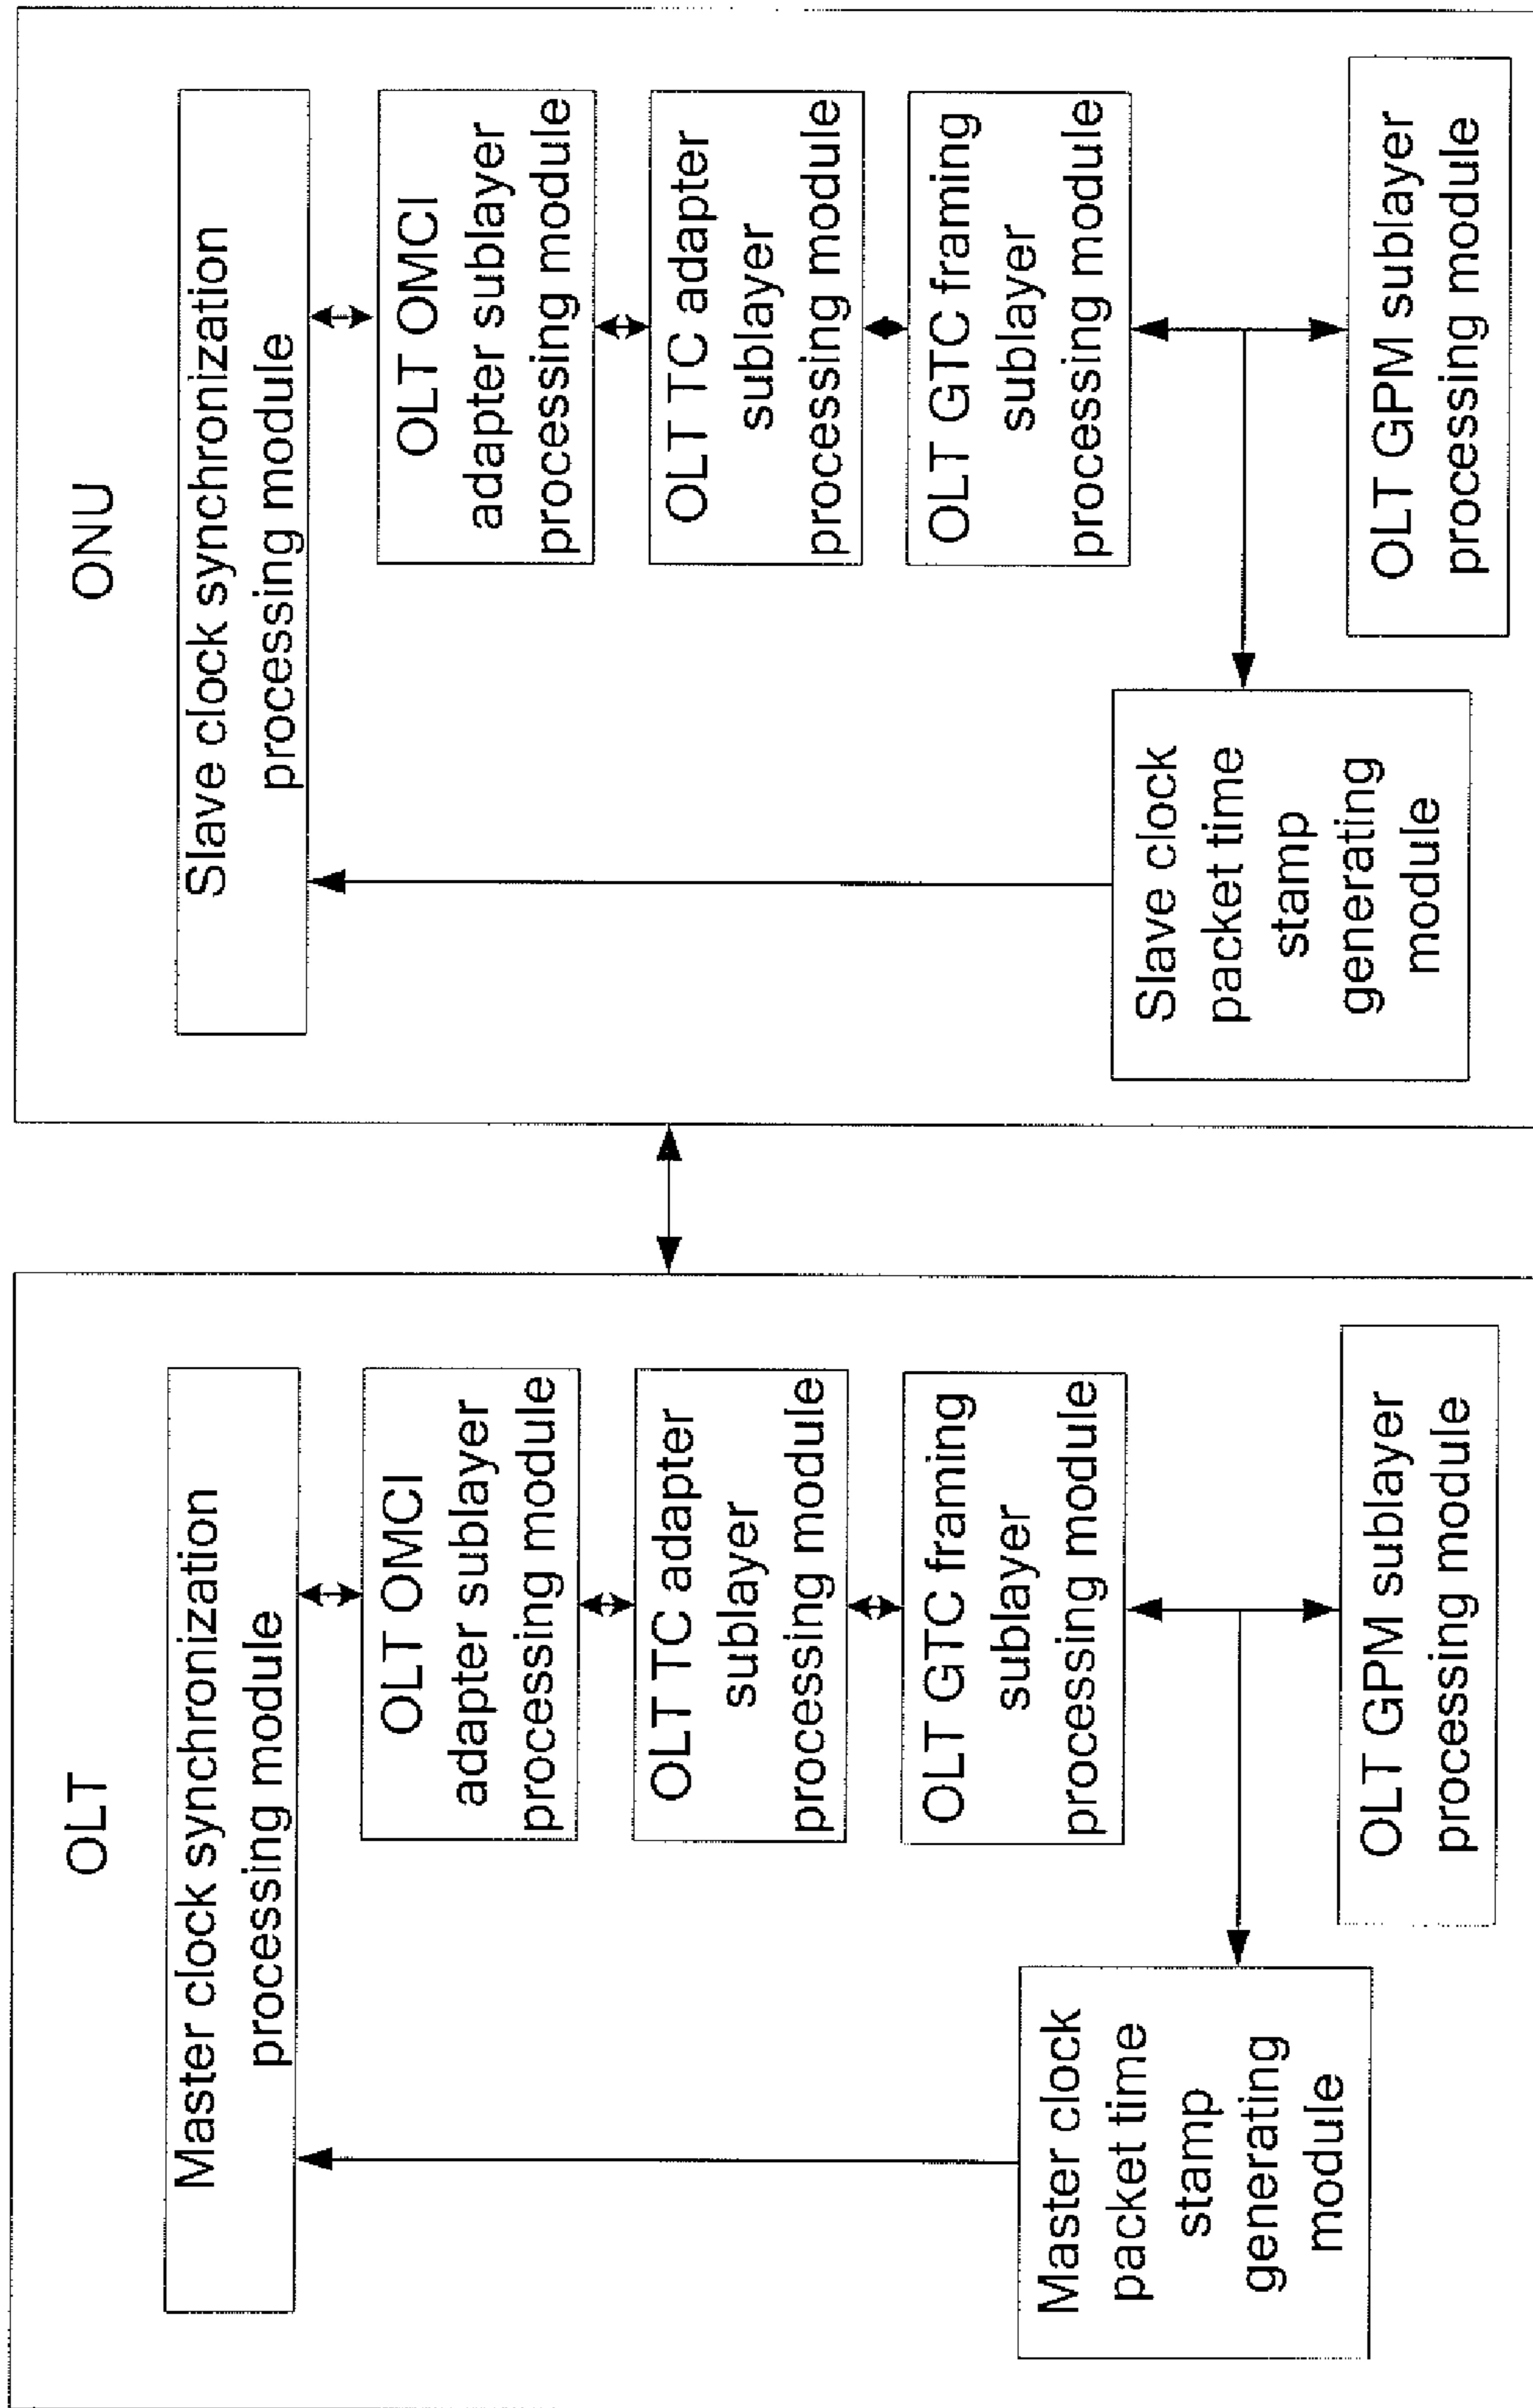 OLT
Master clock synchronization
processing module
OLT OMCI
adapter sublayer
processing module
OLT TC adapter
sublayer
processing module
OLT GTC framing
sublayer
processing module
Master clock
packet time
stamp
generating
module
OLT GPM sublayer
processing module
ONU
Slave clock synchronization
processing module
OLT OMCI
adapter sublayer
processing module
OLT TC adapter
sublayer
processing module
OLT GTC framing
sublayer
processing module
Slave clock
packet time
stamp
generating
module
OLT GPM sublayer
processing module